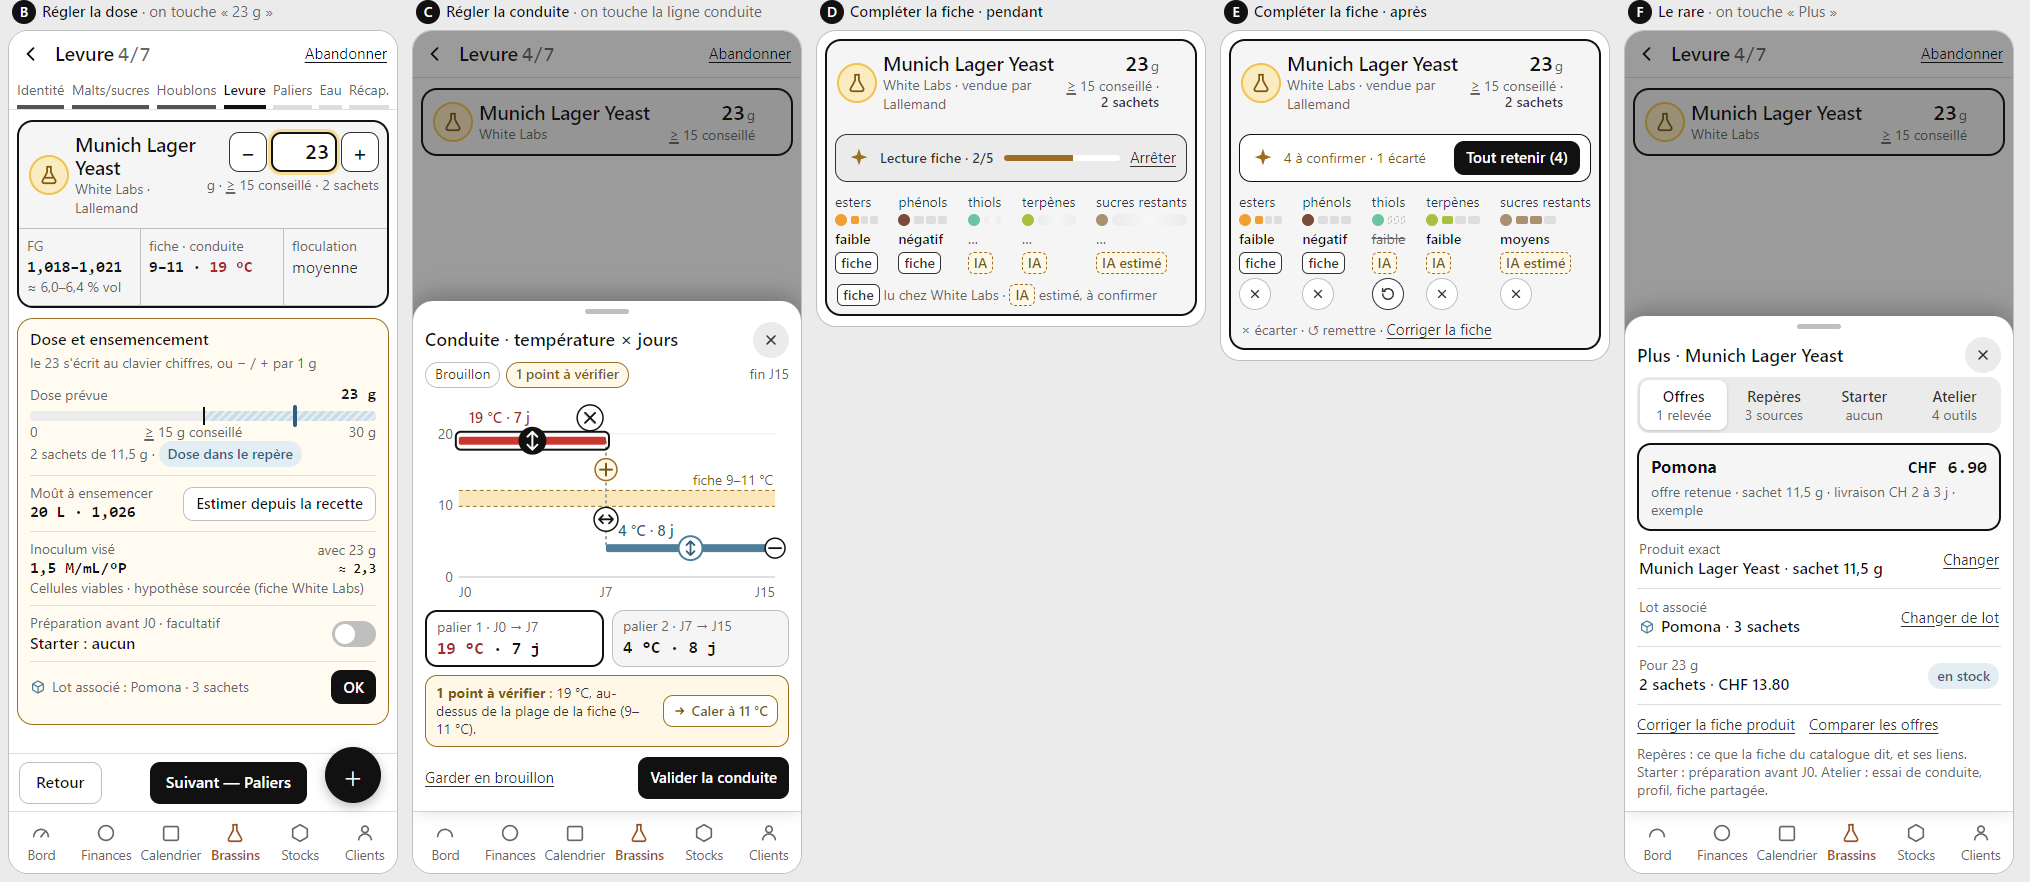 B Régler la dose · on touche « 23 g »
Levure 4/7
Abandonner
Identité Malts/sucres Houblons Levure Paliers Eau Récap.
Munich Lager Yeast
White Labs · Lallemand
− 23 +
g · ≥ 15 conseillé · 2 sachets
FG
1,018–1,021
≈ 6,0–6,4 % vol
fiche · conduite
9–11 · 19 °C
floculation
moyenne
Dose et ensemencement
le 23 s'écrit au clavier chiffres, ou − / + par 1 g
Dose prévue 23 g
0 ≥ 15 g conseillé 30 g
2 sachets de 11,5 g · Dose dans le repère
Moût à ensemencer
20 L · 1,026
Estimer depuis la recette
Inoculum visé avec 23 g
1,5 M/mL/°P ≈ 2,3
Cellules viables · hypothèse sourcée (fiche White Labs)
Préparation avant J0 · facultatif
Starter : aucun
Lot associé : Pomona · 3 sachets OK
Retour Suivant — Paliers +
Bord Finances Calendrier Brassins Stocks Clients
C Régler la conduite · on touche la ligne conduite
Levure 4/7
Abandonner
Munich Lager Yeast 23 g
White Labs ≥ 15 conseillé
Conduite · température × jours
Brouillon 1 point à vérifier fin J15
19 °C · 7 j
20
fiche 9–11 °C
10
4 °C · 8 j
0
J0 J7 J15
palier 1 · J0 → J7
19 °C · 7 j
palier 2 · J7 → J15
4 °C · 8 j
1 point à vérifier : 19 °C, au-
dessus de la plage de la fiche (9–
11 °C).
→ Caler à 11 °C
Garder en brouillon Valider la conduite
Bord Finances Calendrier Brassins Stocks Clients
D Compléter la fiche · pendant
Munich Lager Yeast 23 g
White Labs · vendue par
Lallemand
≥ 15 conseillé ·
2 sachets
Lecture fiche · 2/5 Arrêter
esters phénols thiols terpènes sucres restants
faible négatif ... ... ...
fiche fiche IA IA IA estimé
fiche lu chez White Labs · IA estimé, à confirmer
E Compléter la fiche · après
Munich Lager Yeast 23 g
White Labs · vendue par
Lallemand
≥ 15 conseillé ·
2 sachets
4 à confirmer · 1 écarté Tout retenir (4)
esters phénols thiols terpènes sucres restants
faible négatif faible faible moyens
fiche fiche IA IA IA estimé
× écarter · ↺ remettre · Corriger la fiche
F Le rare · on touche « Plus »
Levure 4/7
Abandonner
Munich Lager Yeast 23 g
White Labs ≥ 15 conseillé
Plus · Munich Lager Yeast
Offres Repères Starter Atelier
1 relevée 3 sources aucun 4 outils
Pomona CHF 6.90
offre retenue · sachet 11,5 g · livraison CH 2 à 3 j ·
exemple
Produit exact
Munich Lager Yeast · sachet 11,5 g
Changer
Lot associé
Pomona · 3 sachets
Changer de lot
Pour 23 g
2 sachets · CHF 13.80
en stock
Corriger la fiche produit Comparer les offres
Repères : ce que la fiche du catalogue dit, et ses liens.
Starter : préparation avant J0. Atelier : essai de conduite,
profil, fiche partagée.
Bord Finances Calendrier Brassins Stocks Clients